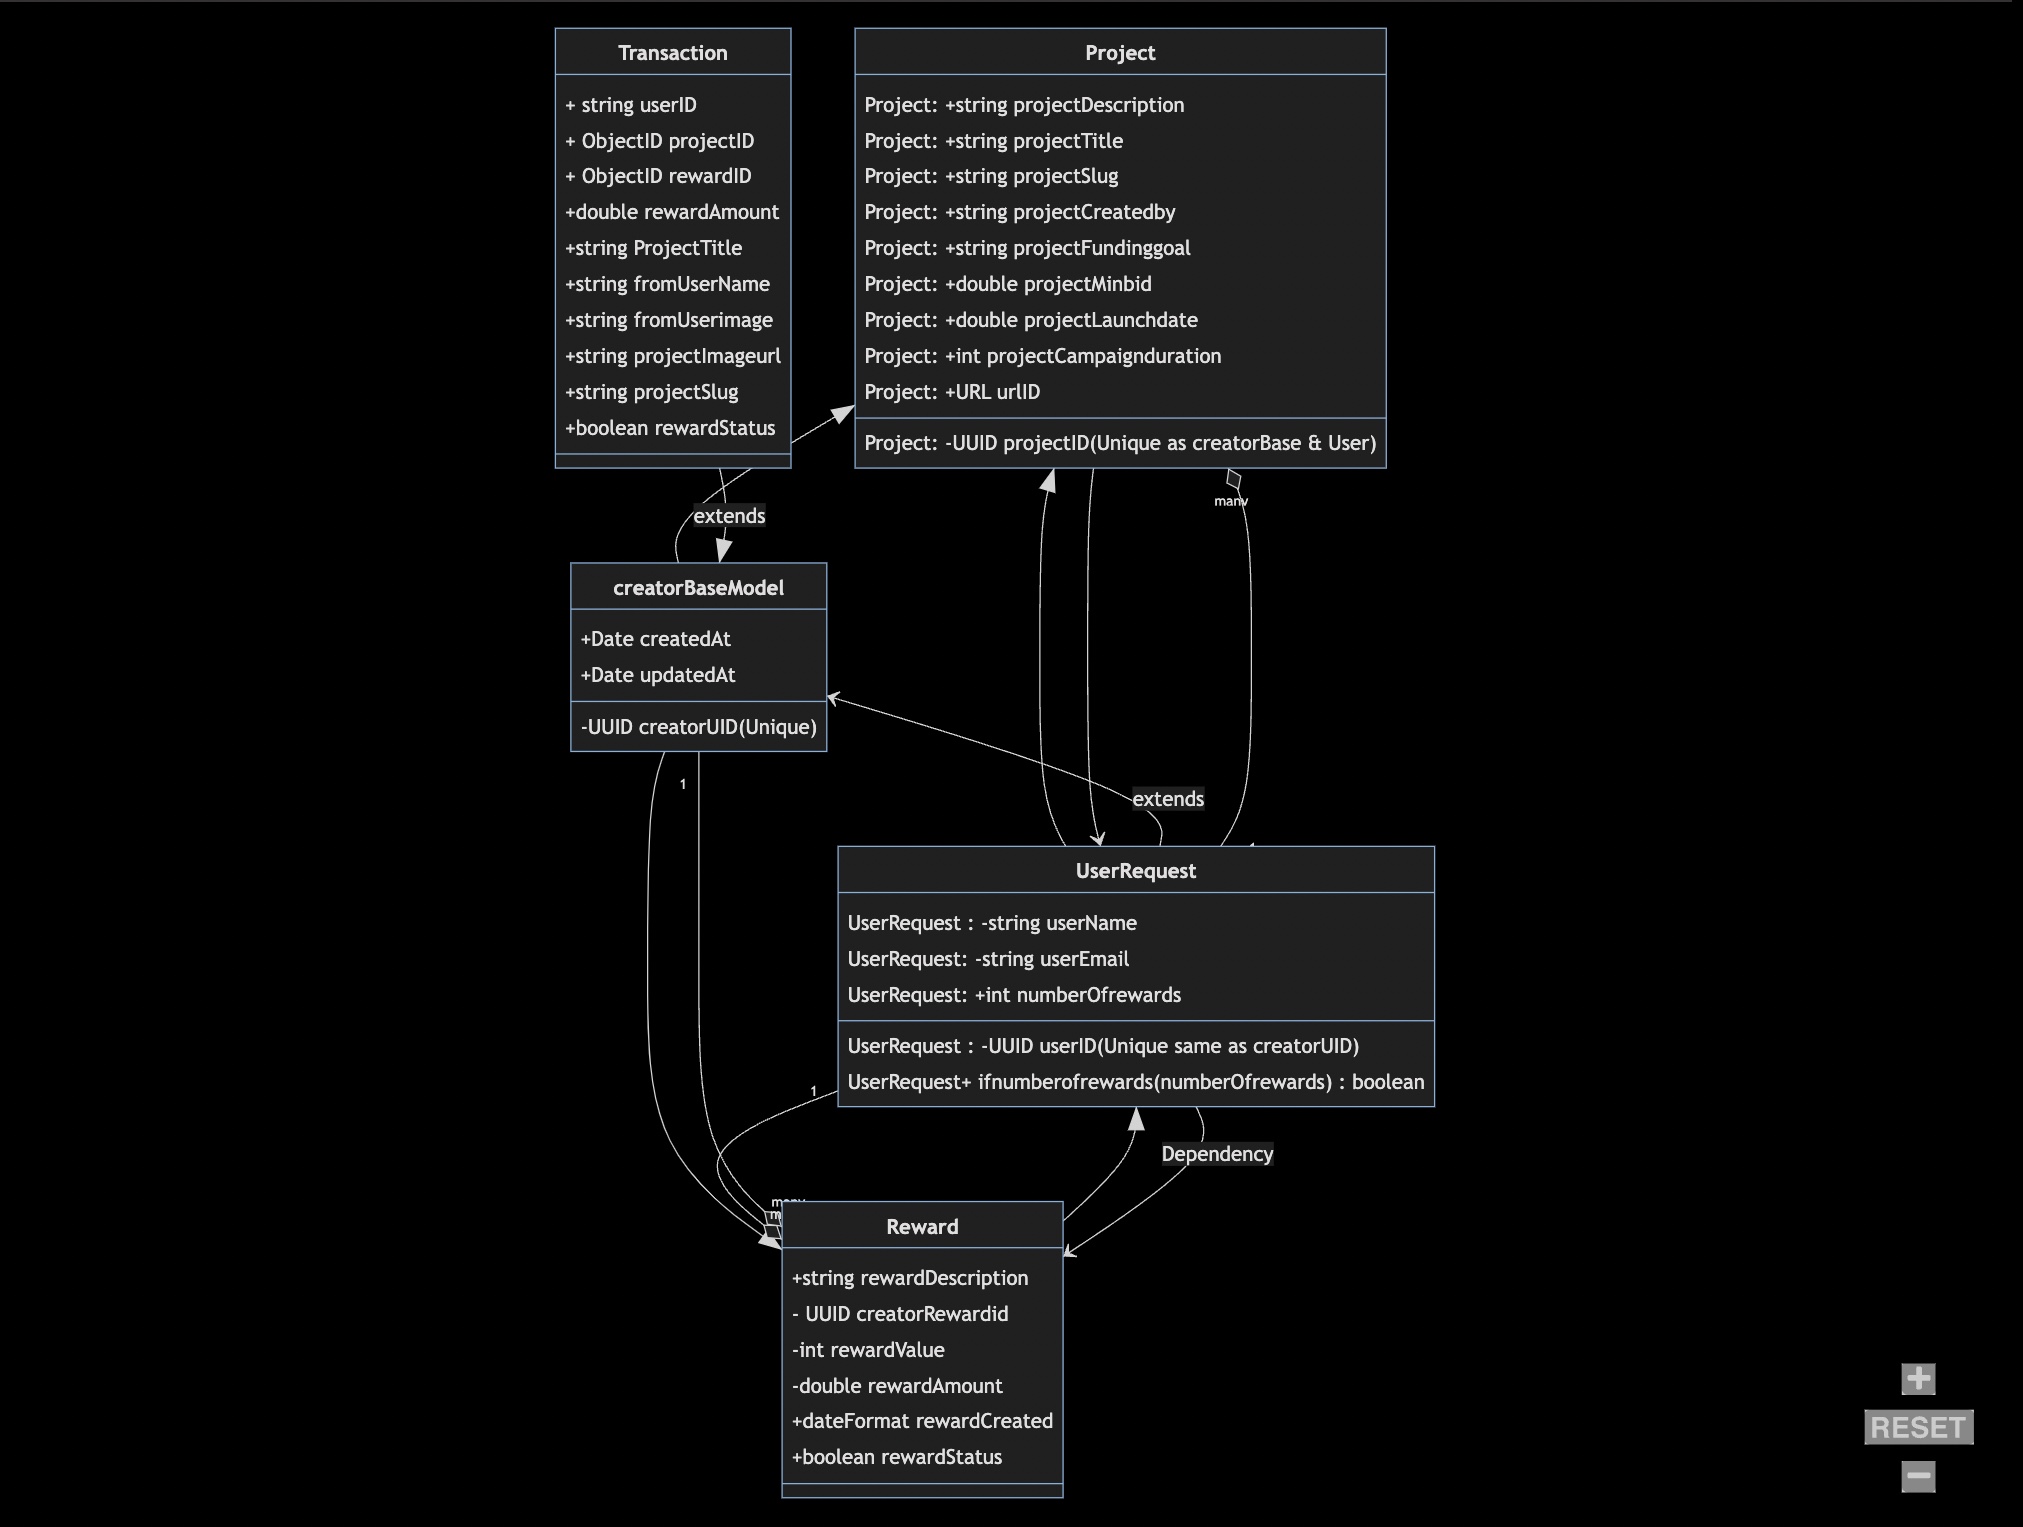 Transaction
+ string userID
+ ObjectID projectID
+ ObjectID rewardID
+double rewardAmount
+string ProjectTitle
+string fromUserName
+string fromUserimage
+string projectImageurl
+string projectSlug
+boolean rewardStatus
Project
Project: +string projectDescription
Project: +string projectTitle
Project: +string projectSlug
Project: +string projectCreatedby
Project: +string projectFundinggoal
Project: +double projectMinbid
Project: +double projectLaunchdate
Project: +int projectCampaignduration
Project: +URL urlID
Project: -UUID projectID(Unique as creatorBase & User)
many
extends
creatorBaseModel
+Date createdAt
+Date updatedAt
-UUID creatorUID(Unique)
1
extends
UserRequest
UserRequest : -string userName
UserRequest: -string userEmail
UserRequest: +int numberOfrewards
UserRequest : -UUID userID(Unique same as creatorUID)
UserRequest+ ifnumberofrewards(numberOfrewards) : boolean
1
Dependency
many
Reward
+string rewardDescription
- UUID creatorRewardid
-int rewardValue
-double rewardAmount
+dateFormat rewardCreated
+boolean rewardStatus
+
RESET
−